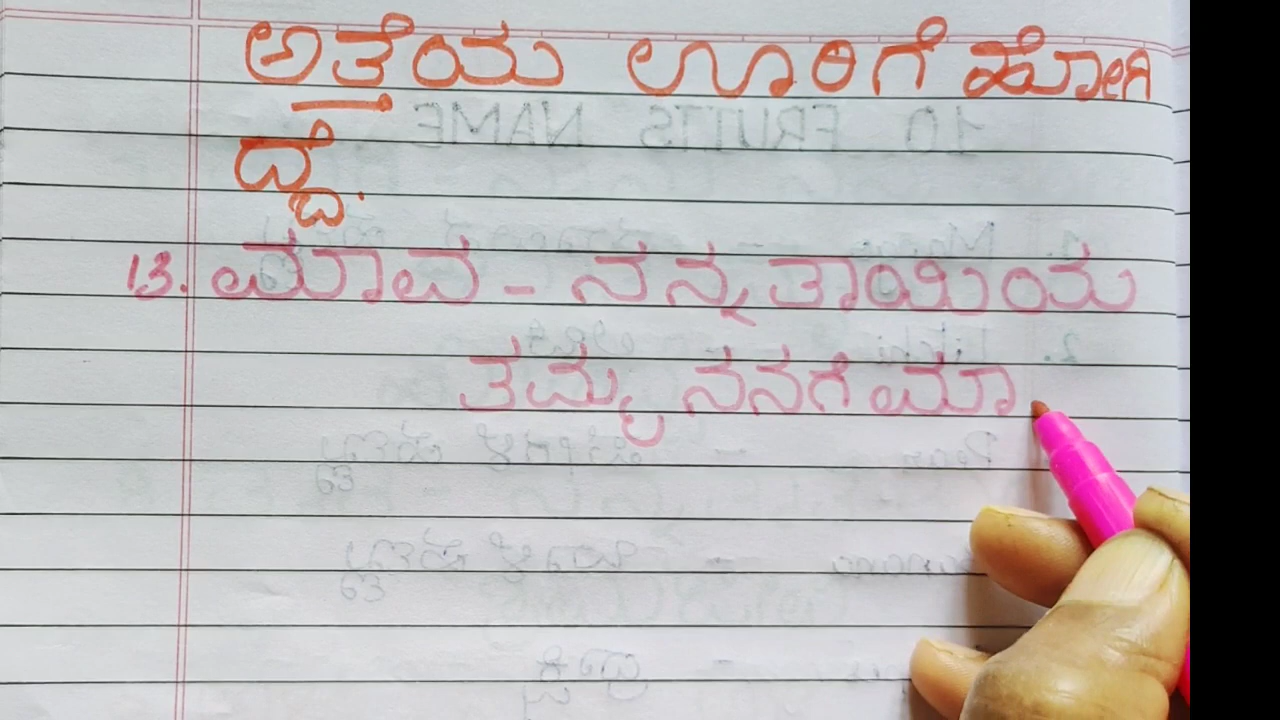 ಅತ್ತೆಯ ಊರಿಗೆ ಹೋಗಿ
ದ್ದೆ.
13. ಮಾವ - ನನ್ನ ತಾಯಿಯ
ತಮ್ಮ ನನಗೆ ಮಾ